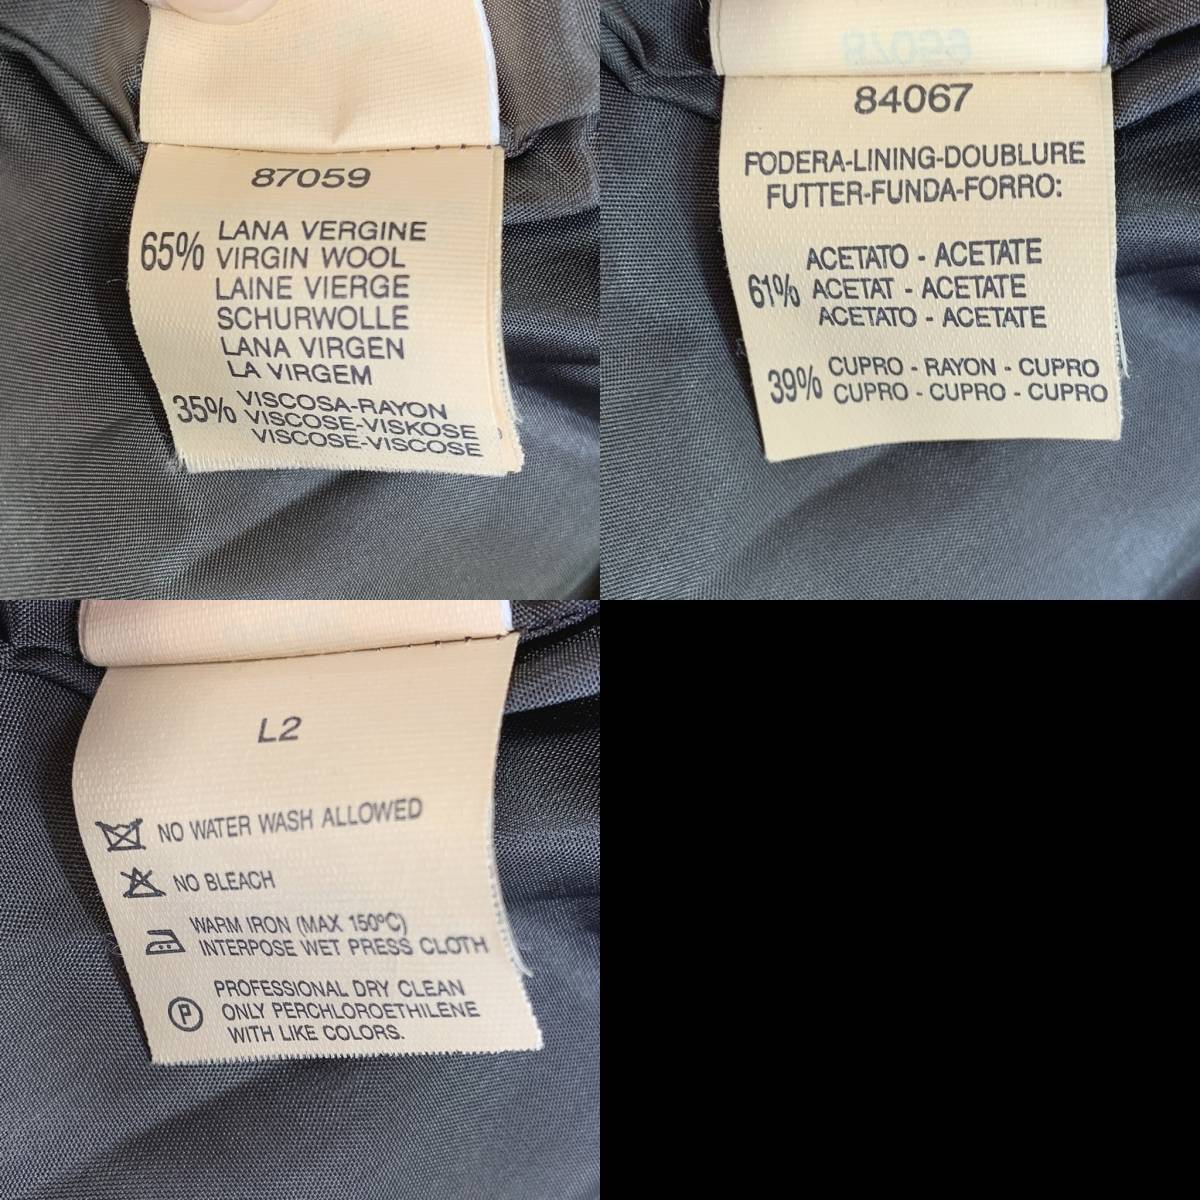 87059
65% LANA VERGINE
VIRGIN WOOL
LAINE VIERGE
SCHURWOLLE
LANA VIRGEN
LA VIRGEM
35% VISCOSA-RAYON
VISCOSE-VISKOSE
VISCOSE-VISCOSE
87059
84067
FODERA-LINING-DOUBLURE
FUTTER-FUNDA-FORRO:
ACETATO - ACETATE
61% ACETAT - ACETATE
ACETATO - ACETATE
39% CUPRO - RAYON - CUPRO
CUPRO - CUPRO - CUPRO
L2
NO WATER WASH ALLOWED
NO BLEACH
WARM IRON (MAX 150°C)
INTERPOSE WET PRESS CLOTH
P PROFESSIONAL DRY CLEAN
ONLY PERCHLOROETHILENE
WITH LIKE COLORS.